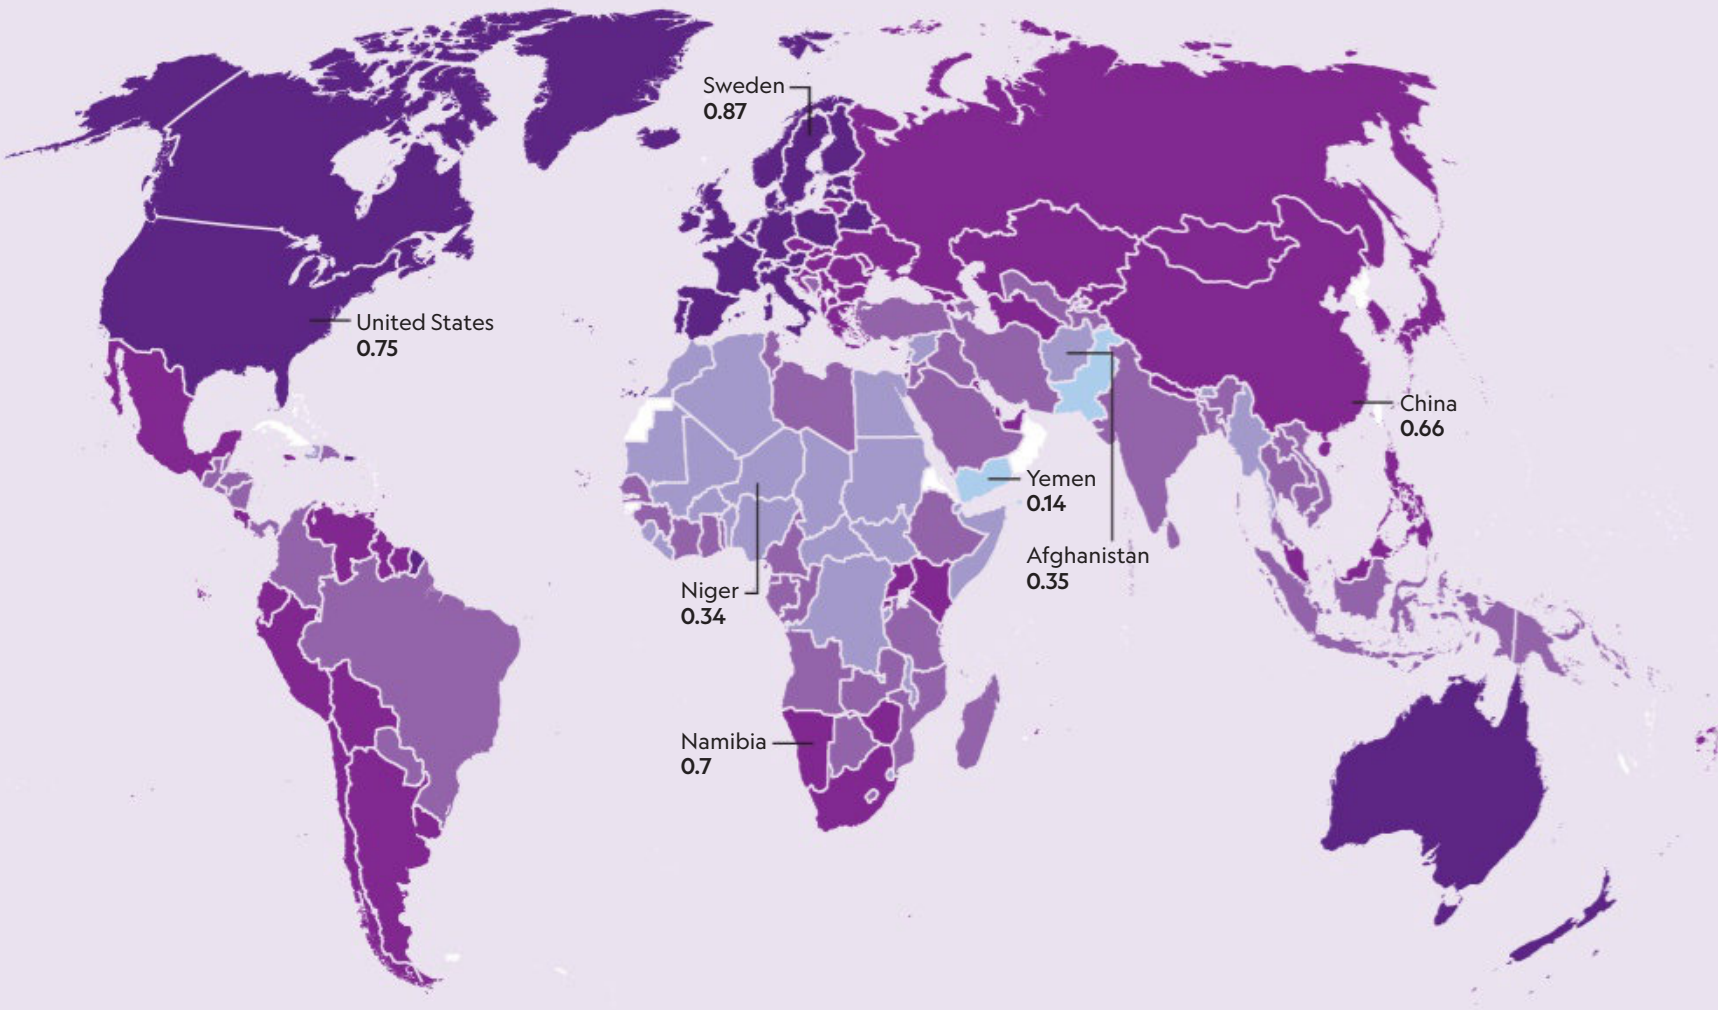 Sweden
0.87
United States
0.75
China
0.66
Yemen
0.14
Afghanistan
0.35
Niger
0.34
Namibia
0.7